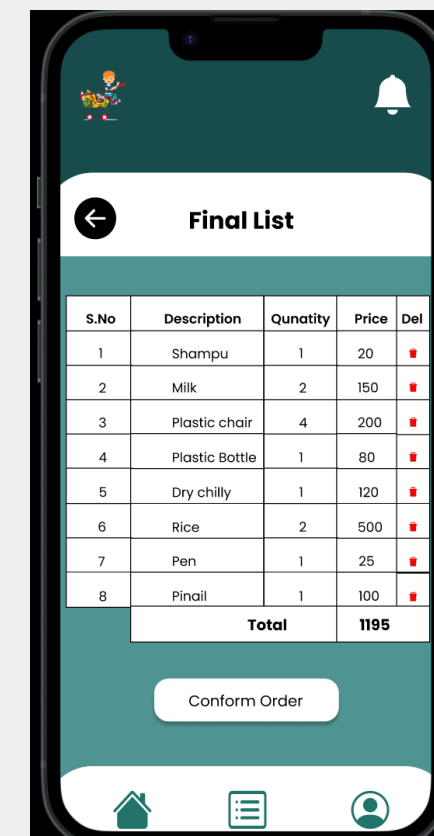 Final List
S.No Description Qunatity Price Del
1 Shampu 1 20
2 Milk 2 150
3 Plastic chair 4 200
4 Plastic Bottle 1 80
5 Dry chilly 1 120
6 Rice 2 500
7 Pen 1 25
8 Pinail 1 100
Total 1195
Conform Order